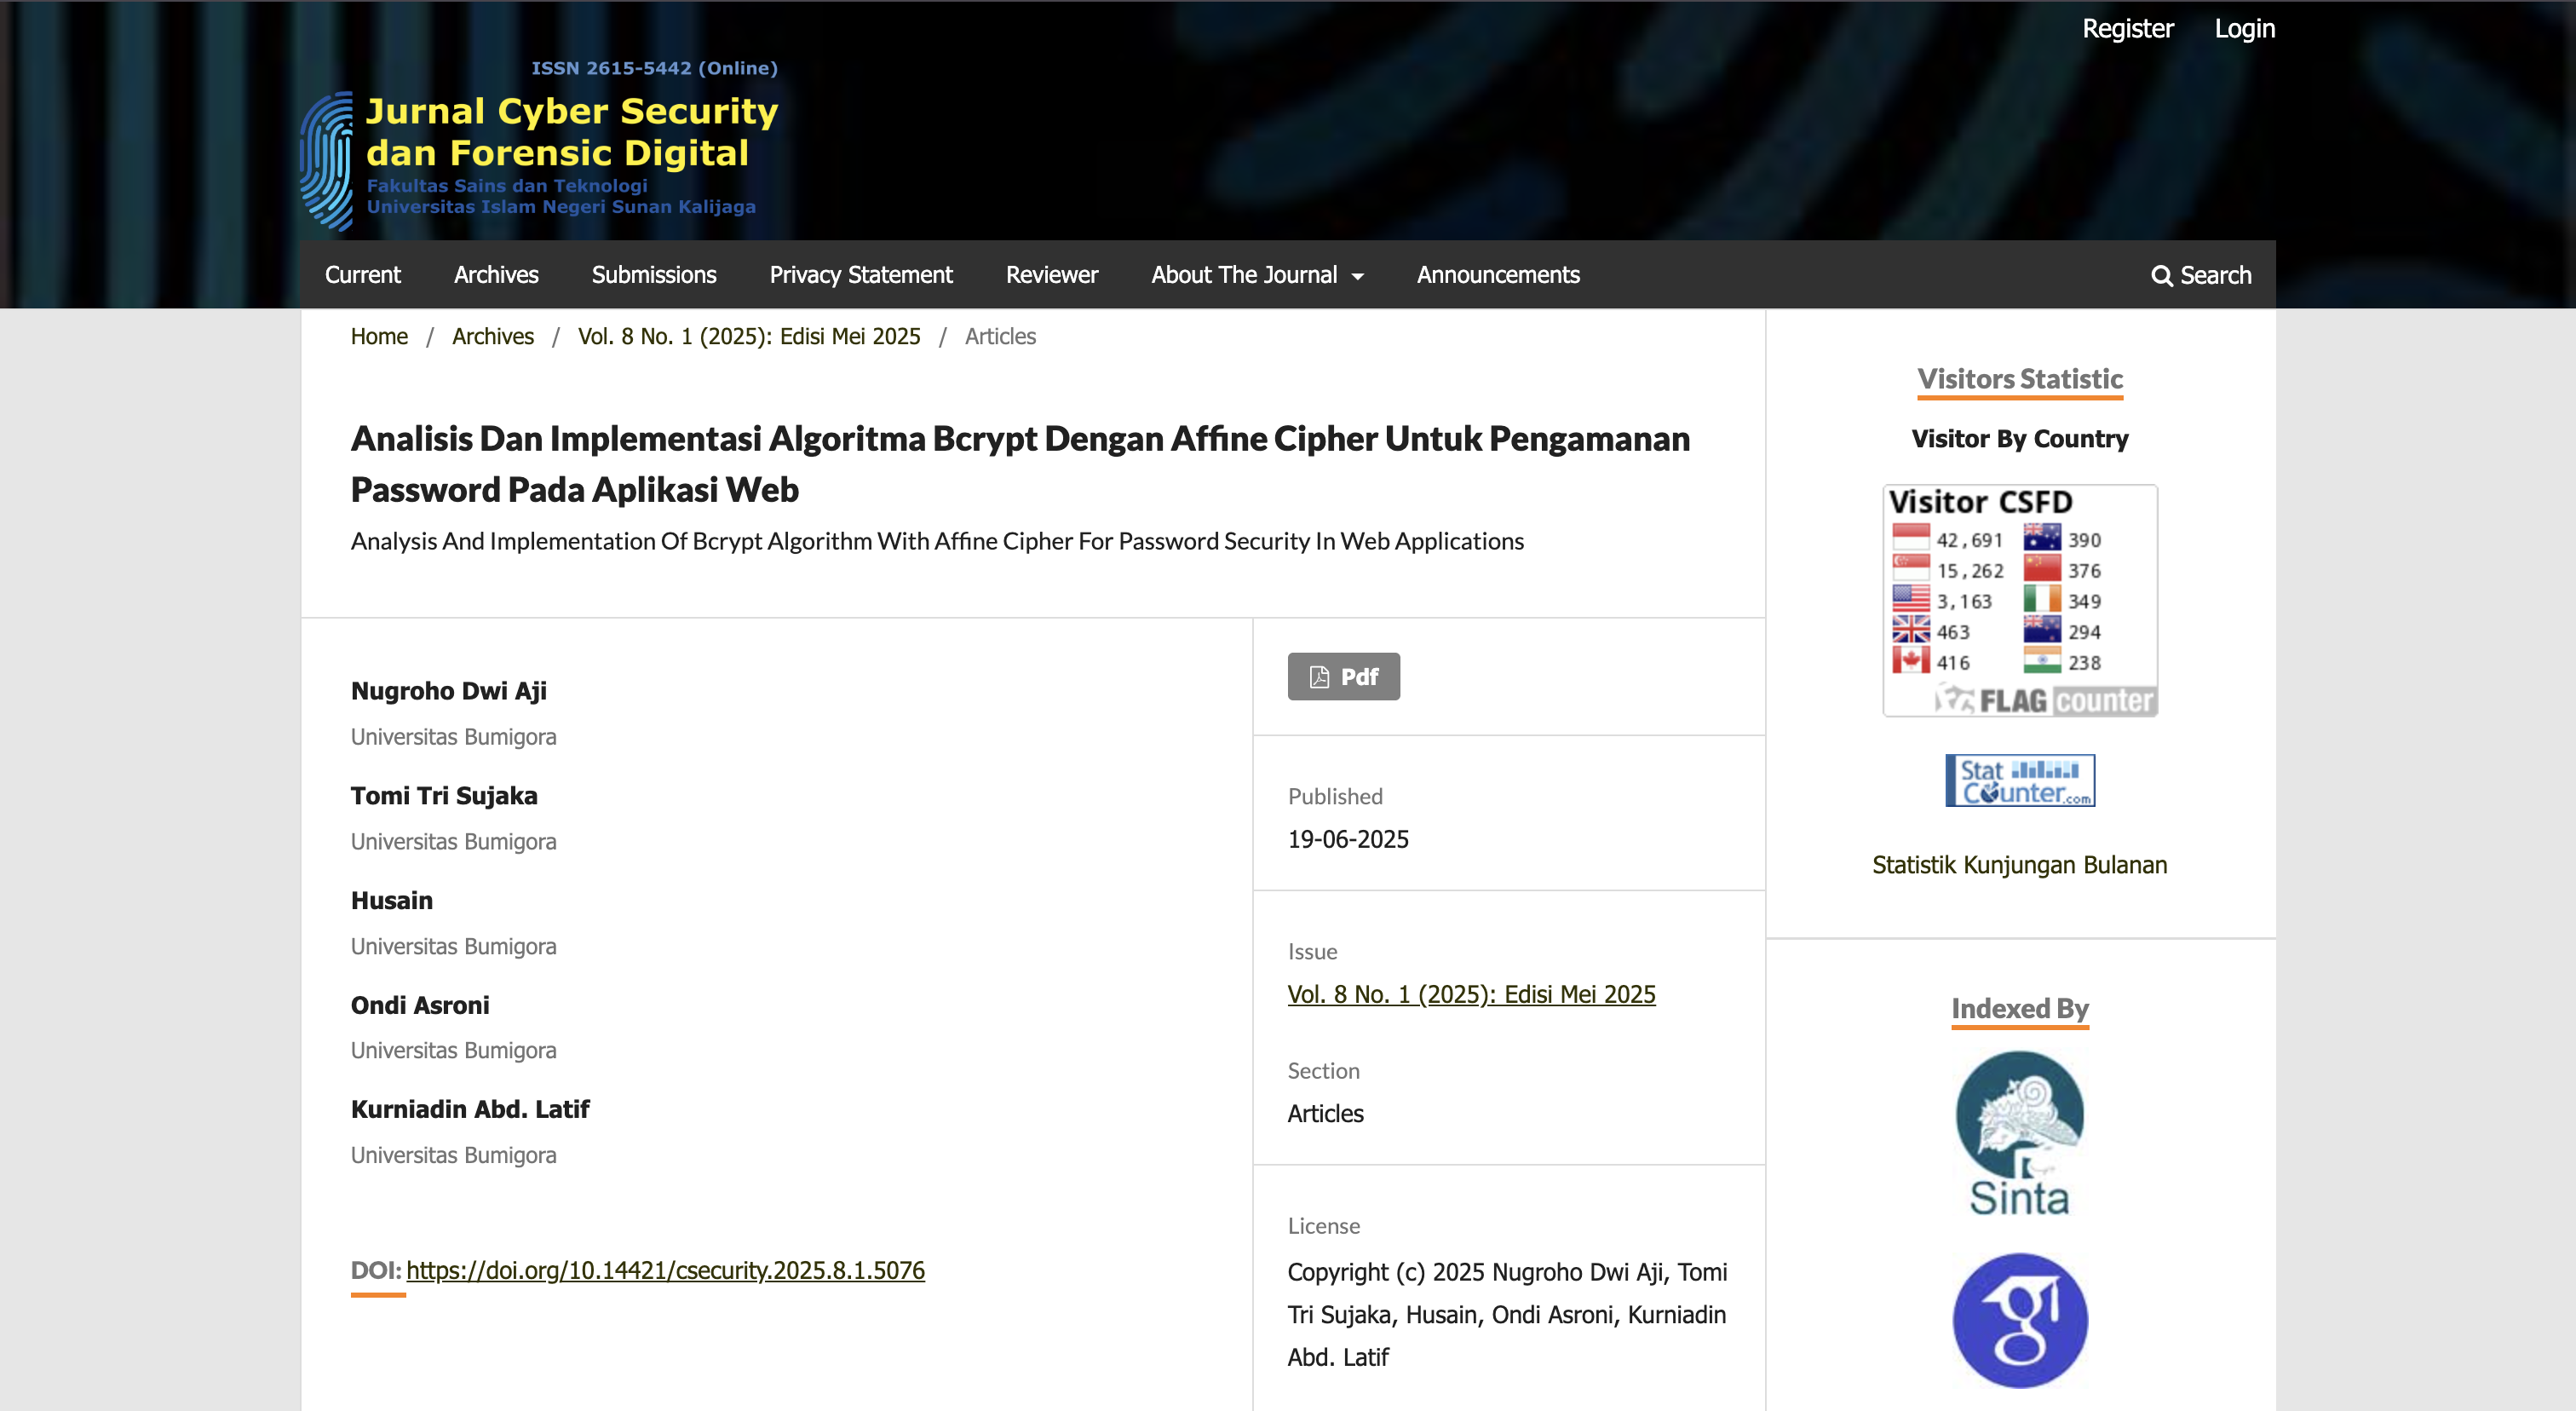 Register Login
ISSN 2615-5442 (Online)
Jurnal Cyber Security
dan Forensic Digital
Fakultas Sains dan Teknologi
Universitas Islam Negeri Sunan Kalijaga
Current Archives Submissions Privacy Statement Reviewer About The Journal Announcements Search
Home / Archives / Vol. 8 No. 1 (2025): Edisi Mei 2025 / Articles
Analisis Dan Implementasi Algoritma Bcrypt Dengan Affine Cipher Untuk Pengamanan
Password Pada Aplikasi Web
Analysis And Implementation Of Bcrypt Algorithm With Affine Cipher For Password Security In Web Applications
Nugroho Dwi Aji
Universitas Bumigora
Tomi Tri Sujaka
Universitas Bumigora
Husain
Universitas Bumigora
Ondi Asroni
Universitas Bumigora
Kurniadin Abd. Latif
Universitas Bumigora
DOI: https://doi.org/10.14421/csecurity.2025.8.1.5076
Pdf
Published
19-06-2025
Issue
Vol. 8 No. 1 (2025): Edisi Mei 2025
Section
Articles
License
Copyright (c) 2025 Nugroho Dwi Aji, Tomi
Tri Sujaka, Husain, Ondi Asroni, Kurniadin
Abd. Latif
Visitors Statistic
Visitor By Country
Visitor CSFD
42,691 390
15,262 376
3,163 349
463 294
416 238
FLAG counter
Stat
Counter.com
Statistik Kunjungan Bulanan
Indexed By
Sinta
g